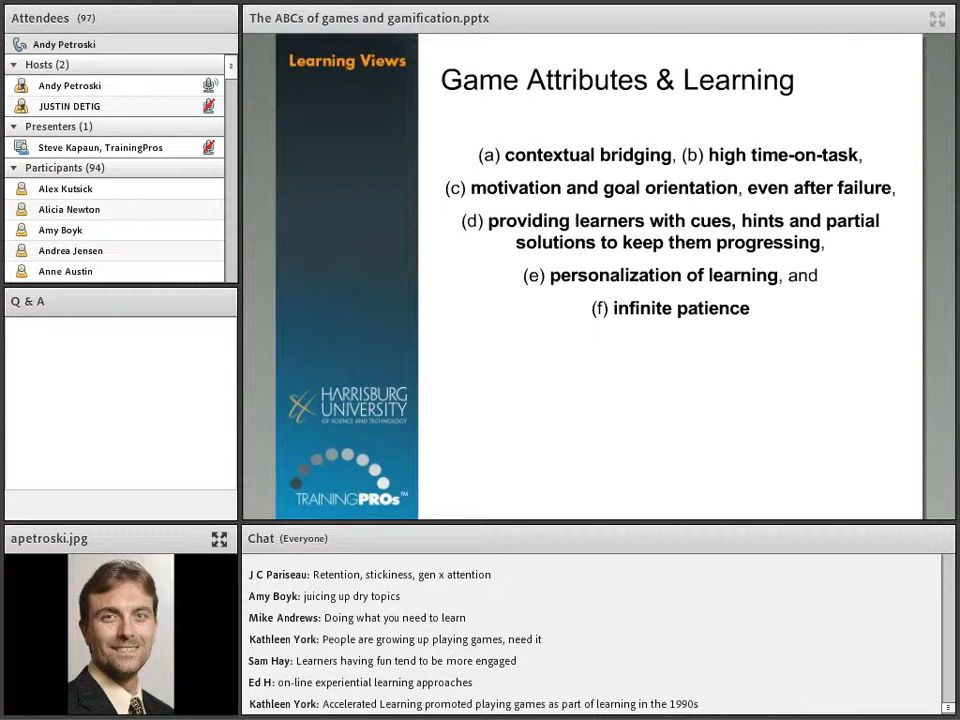 Attendees (97)
Andy Petroski
Hosts (2)
Andy Petroski
JUSTIN DETIG
Presenters (1)
Steve Kapaun, TrainingPros
Participants (94)
Alex Kutsick
Alicia Newton
Amy Boyk
Andrea Jensen
Anne Austin
Q & A
apetroski.jpg
The ABCs of games and gamification.pptx
Learning Views
HARRISBURG
UNIVERSITY
OF SCIENCE AND TECHNOLOGY
TRAININGPROs™
Game Attributes & Learning
(a) contextual bridging, (b) high time-on-task,
(c) motivation and goal orientation, even after failure,
(d) providing learners with cues, hints and partial
solutions to keep them progressing,
(e) personalization of learning, and
(f) infinite patience
Chat (Everyone)
J C Pariseau: Retention, stickiness, gen x attention
Amy Boyk: juicing up dry topics
Mike Andrews: Doing what you need to learn
Kathleen York: People are growing up playing games, need it
Sam Hay: Learners having fun tend to be more engaged
Ed H: on-line experiential learning approaches
Kathleen York: Accelerated Learning promoted playing games as part of learning in the 1990s